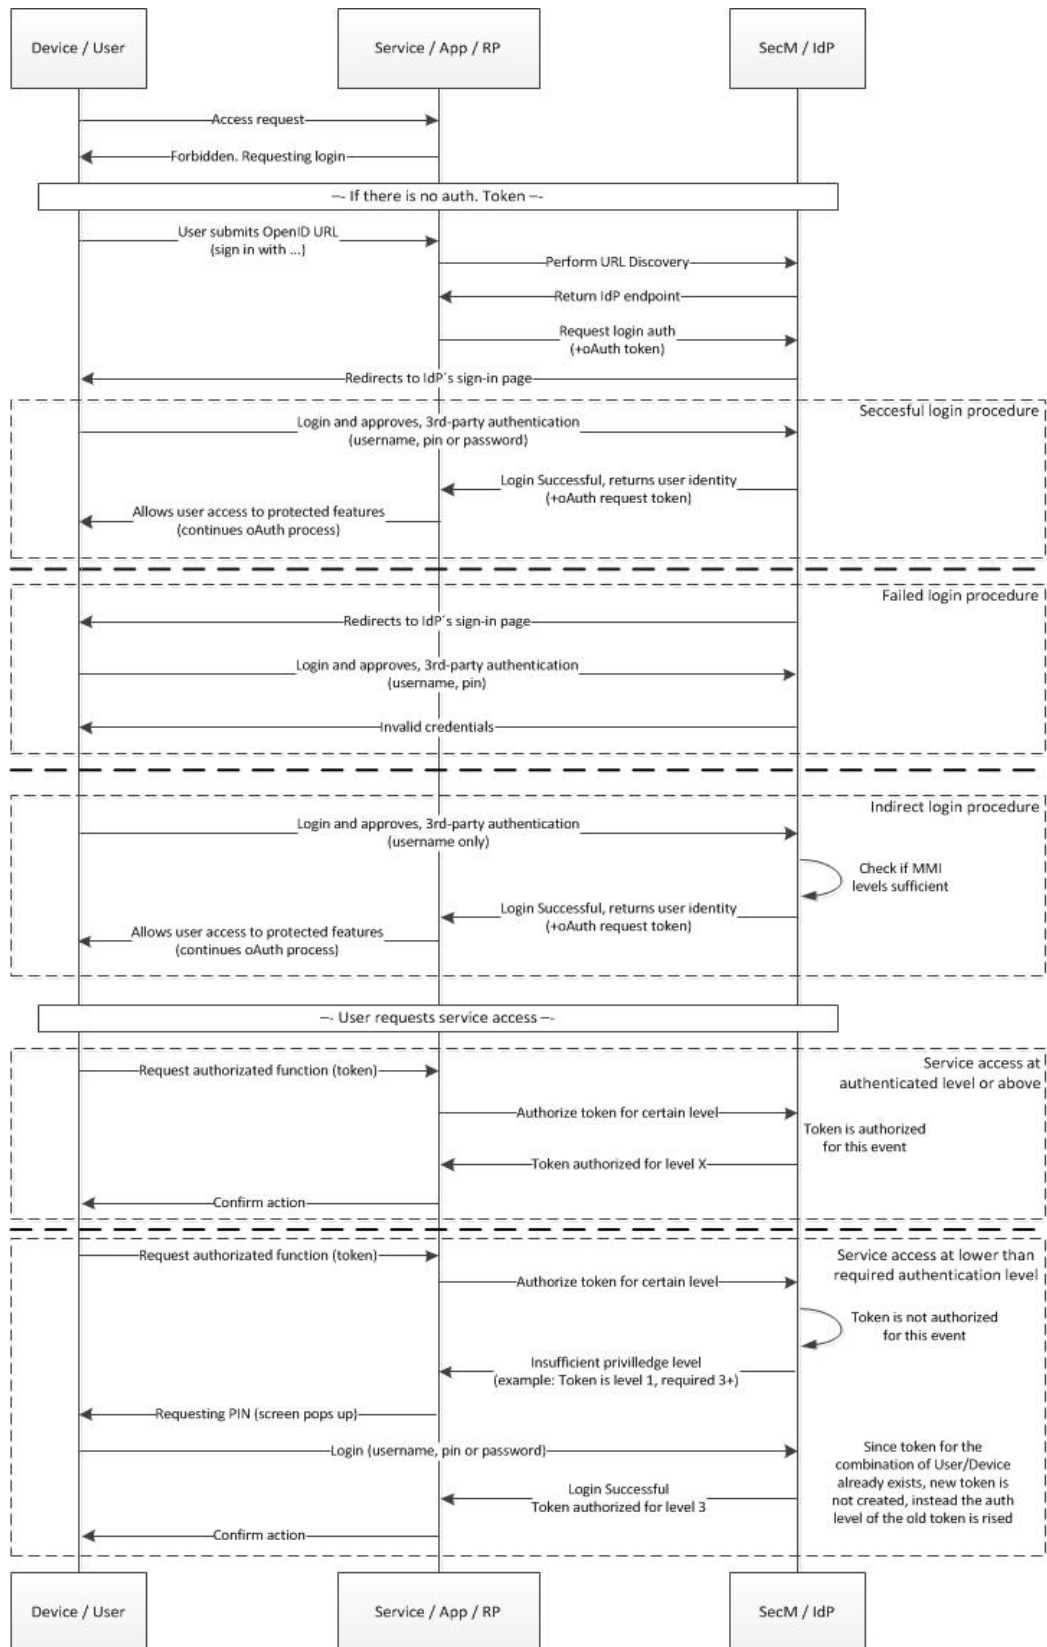 Device / User
Service / App / RP
SecM / IdP
Access request
Forbidden. Requesting login
—- If there is no auth. Token —-
User submits OpenID URL
(sign in with ...)
Perform URL Discovery
Return IdP endpoint
Request login auth
(+oAuth token)
Redirects to IdP´s sign-in page
Seccesful login procedure
Login and approves, 3rd-party authentication
(username, pin or password)
Login Successful, returns user identity
(+oAuth request token)
Allows user access to protected features
(continues oAuth process)
Failed login procedure
Redirects to IdP´s sign-in page
Login and approves, 3rd-party authentication
(username, pin)
Invalid credentials
Indirect login procedure
Login and approves, 3rd-party authentication
(username only)
Check if MMI
levels sufficient
Login Successful, returns user identity
(+oAuth request token)
Allows user access to protected features
(continues oAuth process)
—- User requests service access —-
Service access at
authenticated level or above
Request authorizated function (token)
Authorize token for certain level
Token is authorized
for this event
Token authorized for level X
Confirm action
Service access at lower than
required authentication level
Request authorizated function (token)
Authorize token for certain level
Token is not authorized
for this event
Insufficient privilledge level
(example: Token is level 1, required 3+)
Requesting PIN (screen pops up)
Login (username, pin or password)
Since token for the
combination of User/Device
already exists, new token is
not created, instead the auth
level of the old token is rised
Login Successful
Token authorized for level 3
Confirm action
Device / User
Service / App / RP
SecM / IdP